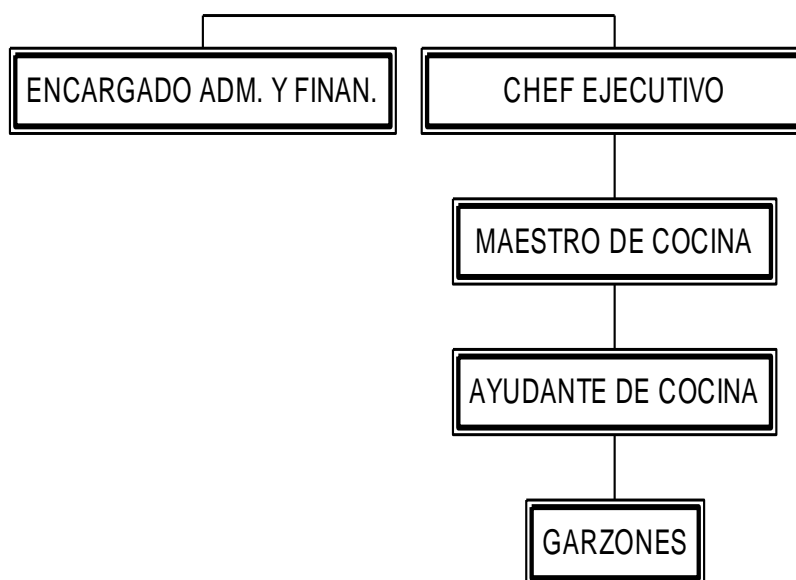 ENCARGADO ADM. Y FINAN.
CHEF EJECUTIVO
MAESTRO DE COCINA
AYUDANTE DE COCINA
GARZONES